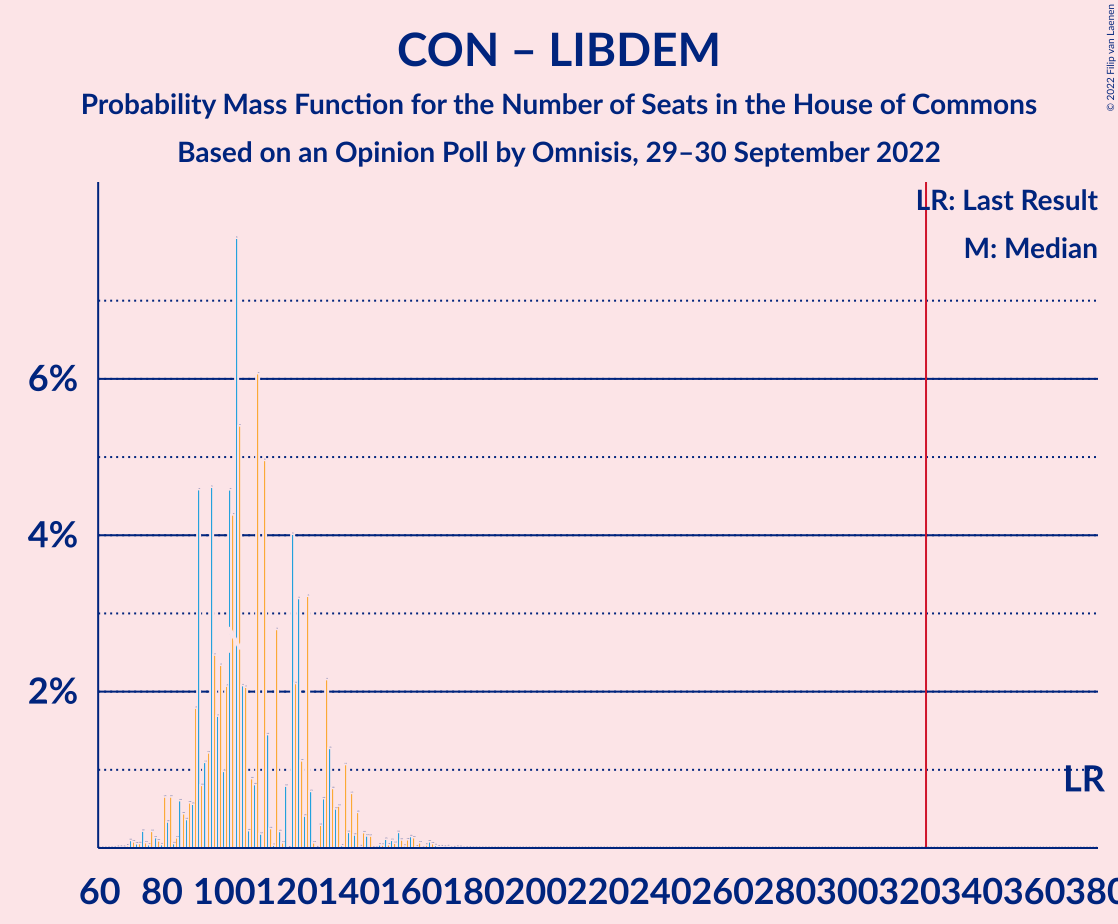 CON – LIBDEM
Probability Mass Function for the Number of Seats in the House of Commons
Based on an Opinion Poll by Omnisis, 29–30 September 2022
© 2022 Filip van Laenen
LR: Last Result
M: Median
6%
4%
2%
LR
60 80 100 120 140 160 180 200 220 240 260 280 300 320 340 360 380